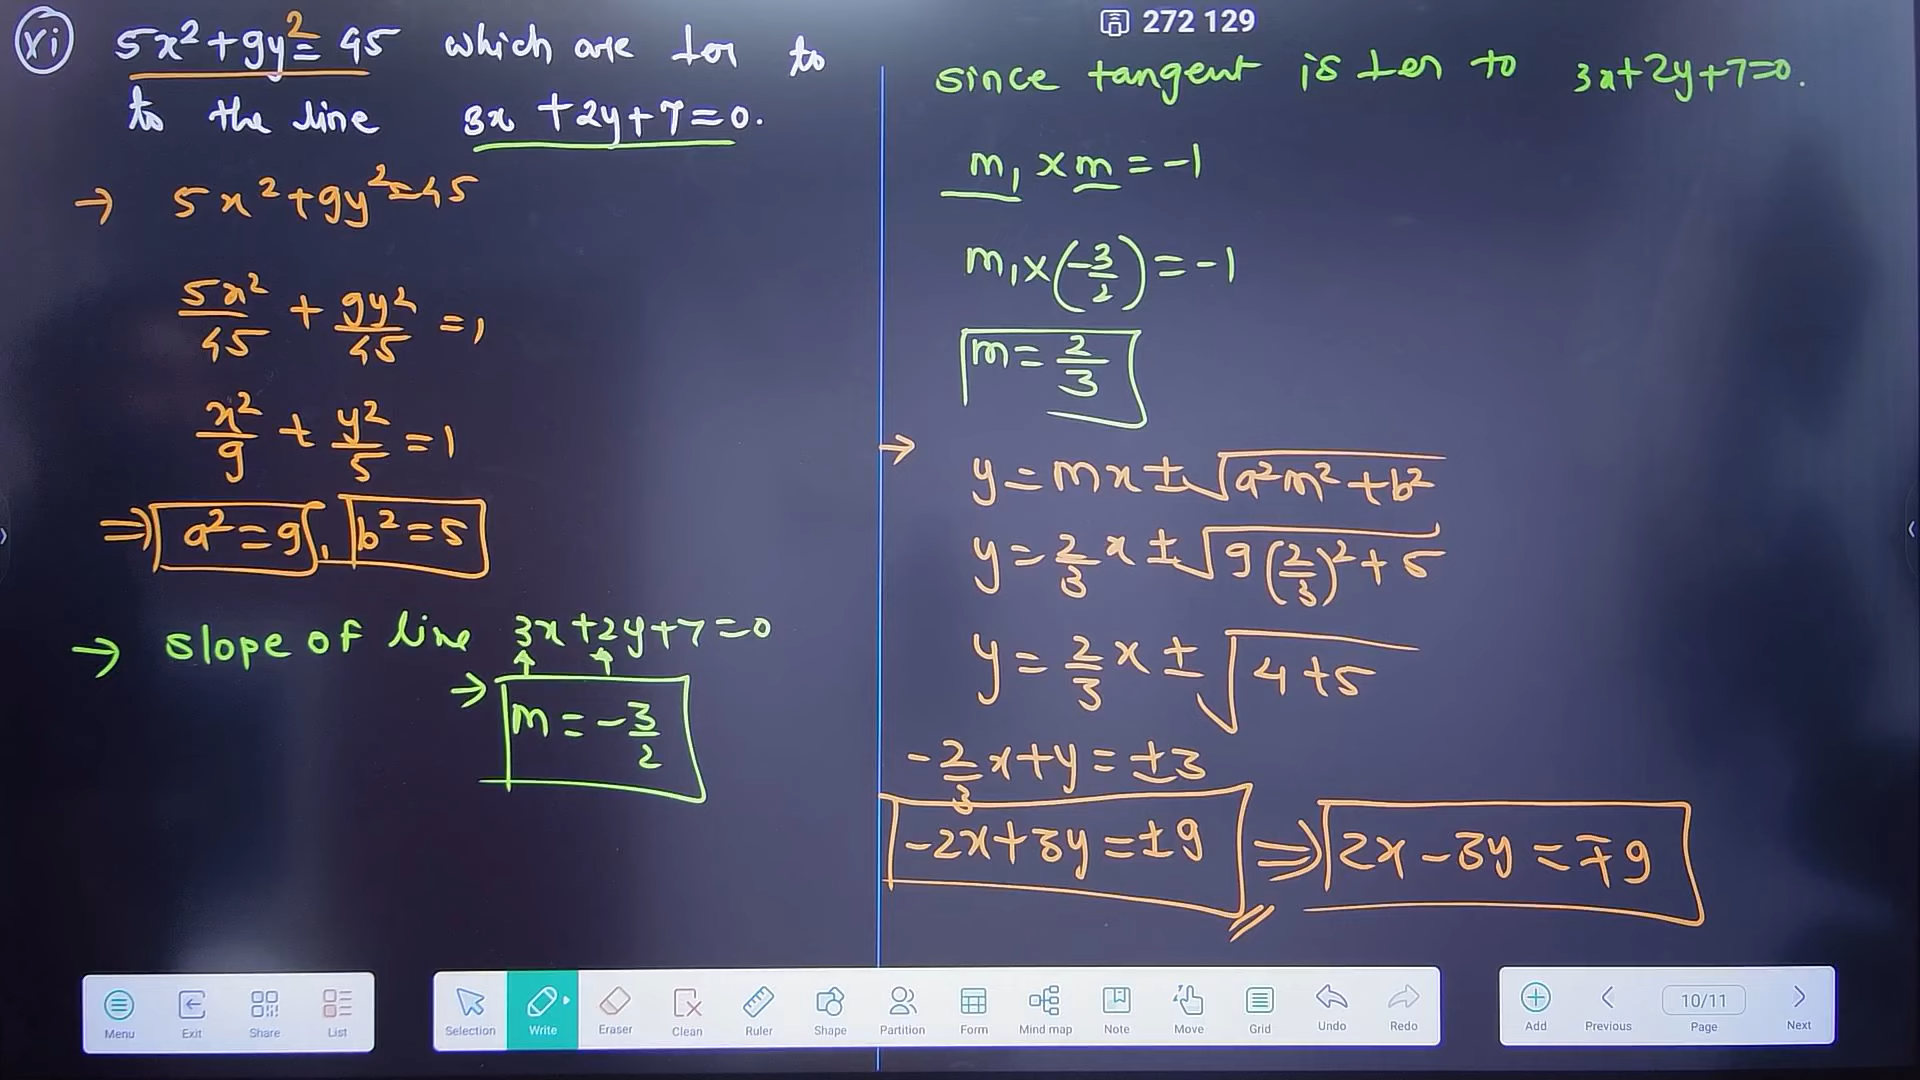 xi 5x²+9y²=45 which are ⊥er to
to the line 3x+2y+7=0.
→ 5x²+9y²=45
5x²/45 + 9y²/45 = 1
x²/9 + y²/5 = 1
⇒ a²=9, b²=5
→ slope of line 3x+2y+7=0
→ m = -3/2
272 129
since tangent is ⊥er to 3x+2y+7=0.
m₁ × m = -1
m₁ × (-3/2) = -1
m = 2/3
→ y = mx ± √(a²m²+b²)
y = 2/3 x ± √(9(2/3)²+5)
y = 2/3 x ± √(4+5)
-2/3 x + y = ±3
-2x+3y = ±9 ⇒ 2x-3y = ∓9
Menu Exit Share List Selection Write Eraser Clean Ruler Shape Partition Form Mind map Note Move Grid Undo Redo Add Previous 10/11 Page Next